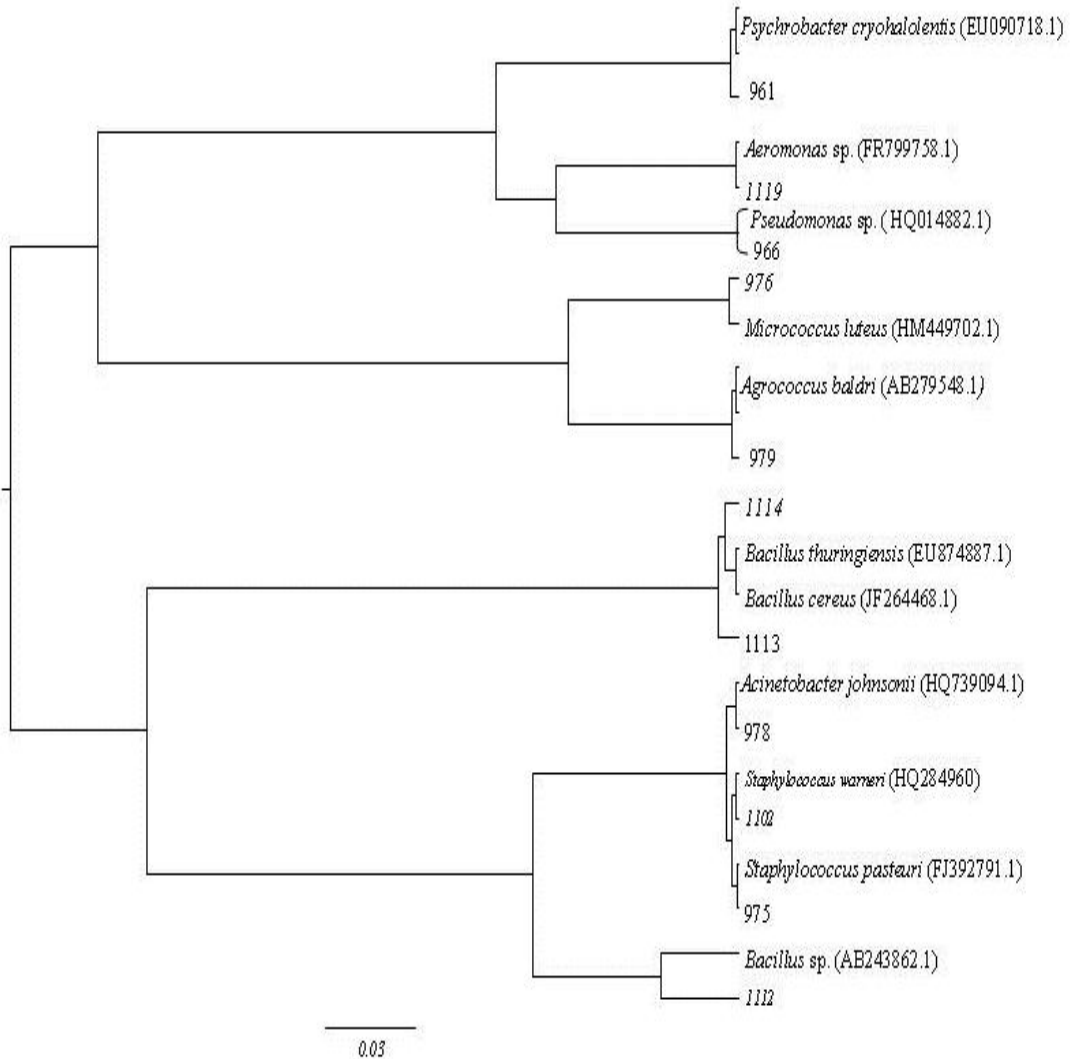 Psychrobacter cryohalolentis (EU090718.1)
961
Aeromonas sp. (FR799758.1)
1119
Pseudomonas sp. ( HQ014882.1)
966
976
Micrococcus luteus (HM449702.1)
Agrococcus baldri (AB279548.1)
979
1114
Bacillus thuringiensis (EU874887.1)
Bacillus cereus (JF264468.1)
1113
Acinetobacter johnsonii (HQ739094.1)
978
Staphylococcus warneri (HQ284960)
1102
Staphylococcus pasteuri (FJ392791.1)
975
Bacillus sp. (AB243862.1)
1112
0.03